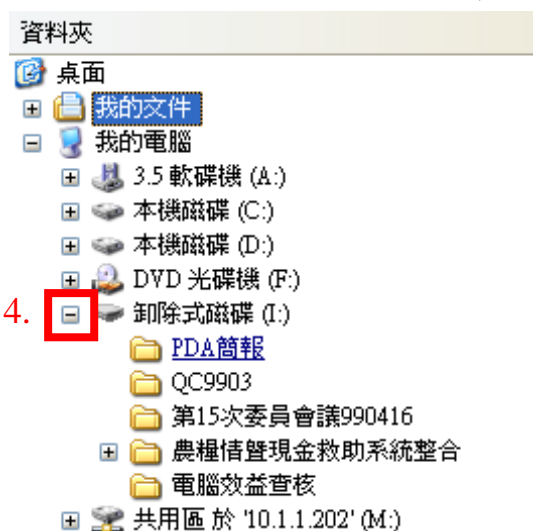 資料夾
桌面
我的文件
我的電腦
3.5 軟碟機 (A:)
本機磁碟 (C:)
本機磁碟 (D:)
DVD 光碟機 (F:)
4. 卸除式磁碟 (I:)
PDA簡報
QC9903
第15次委員會議990416
農糧情暨現金救助系統整合
電腦效益查核
共用區 於 '10.1.1.202' (M:)